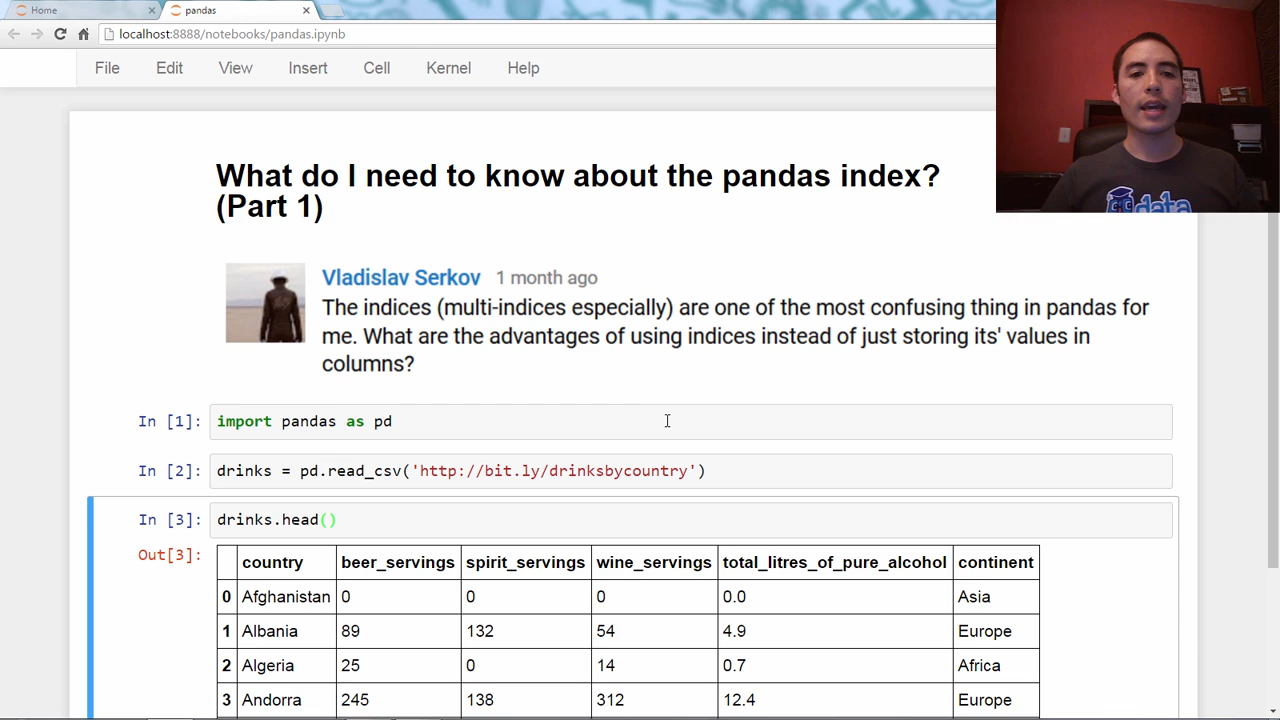 Home
pandas
localhost:8888/notebooks/pandas.ipynb
File Edit View Insert Cell Kernel Help
What do I need to know about the pandas index?
(Part 1)
Vladislav Serkov 1 month ago
The indices (multi-indices especially) are one of the most confusing thing in pandas for
me. What are the advantages of using indices instead of just storing its' values in
columns?
In [1]: import pandas as pd
In [2]: drinks = pd.read_csv('http://bit.ly/drinksbycountry')
In [3]: drinks.head()
Out[3]:
country beer_servings spirit_servings wine_servings total_litres_of_pure_alcohol continent
0 Afghanistan 0 0 0 0.0 Asia
1 Albania 89 132 54 4.9 Europe
2 Algeria 25 0 14 0.7 Africa
3 Andorra 245 138 312 12.4 Europe
data